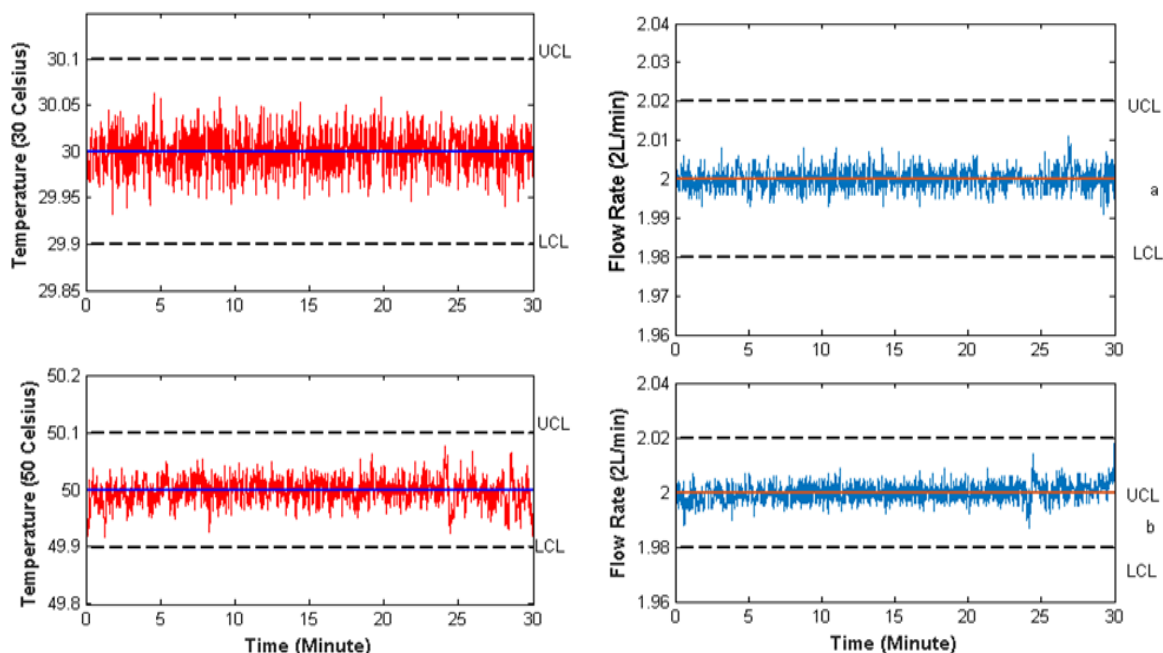 Temperature (30 Celsius)
30.1
30.05
30
29.95
29.9
29.85
0 5 10 15 20 25 30
UCL
LCL
Flow Rate (2L/min)
2.04
2.03
2.02
2.01
2
1.99
1.98
1.97
1.96
0 5 10 15 20 25 30
UCL
a
LCL
Temperature (50 Celsius)
50.2
50.1
50
49.9
49.8
0 5 10 15 20 25 30
Time (Minute)
UCL
LCL
Flow Rate (2L/min)
2.04
2.02
2
1.98
1.96
0 5 10 15 20 25 30
Time (Minute)
UCL
b
LCL